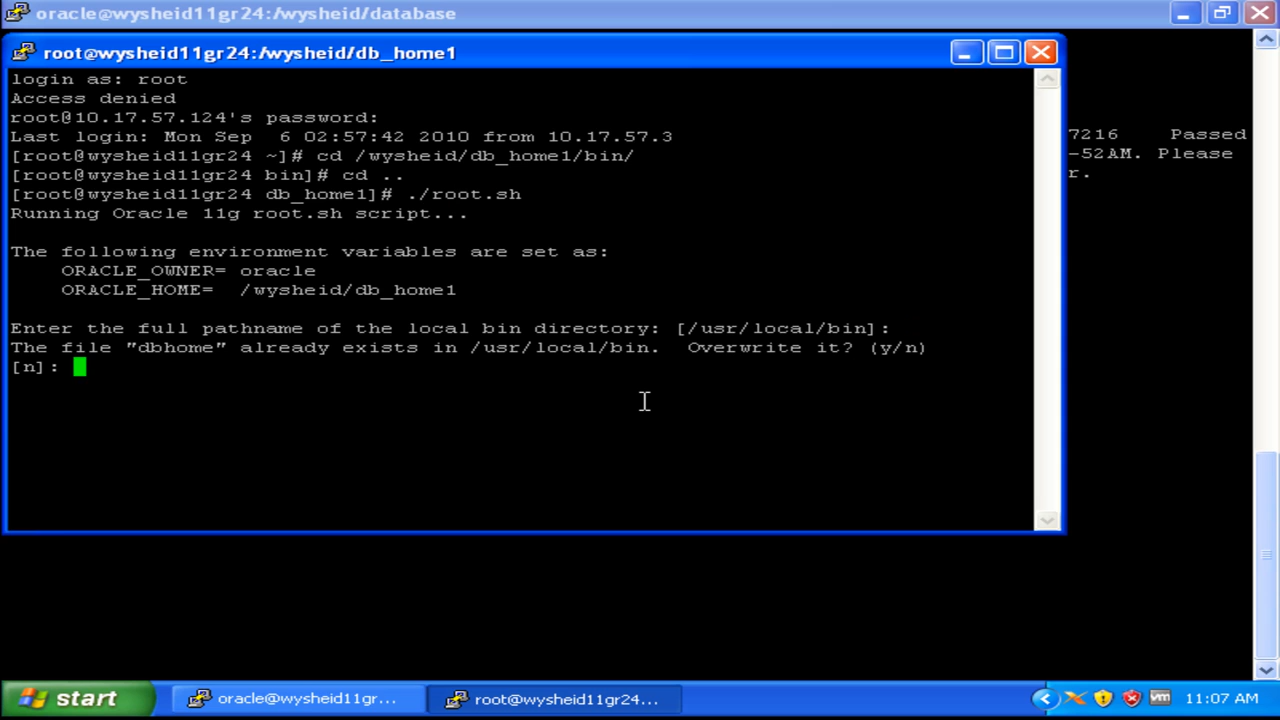 oracle@wysheid11gr24:/wysheid/database
root@wysheid11gr24:/wysheid/db_home1
login as: root
Access denied
root@10.17.57.124's password:
Last login: Mon Sep  6 02:57:42 2010 from 10.17.57.3
[root@wysheid11gr24 ~]# cd /wysheid/db_home1/bin/
[root@wysheid11gr24 bin]# cd ..
[root@wysheid11gr24 db_home1]# ./root.sh
Running Oracle 11g root.sh script...
The following environment variables are set as:
    ORACLE_OWNER= oracle
    ORACLE_HOME=  /wysheid/db_home1
Enter the full pathname of the local bin directory: [/usr/local/bin]:
The file "dbhome" already exists in /usr/local/bin.  Overwrite it? (y/n)
[n]:
7216   Passed
-52AM. Please
r.
start
oracle@wysheid11gr...
root@wysheid11gr24...
vm
11:07 AM